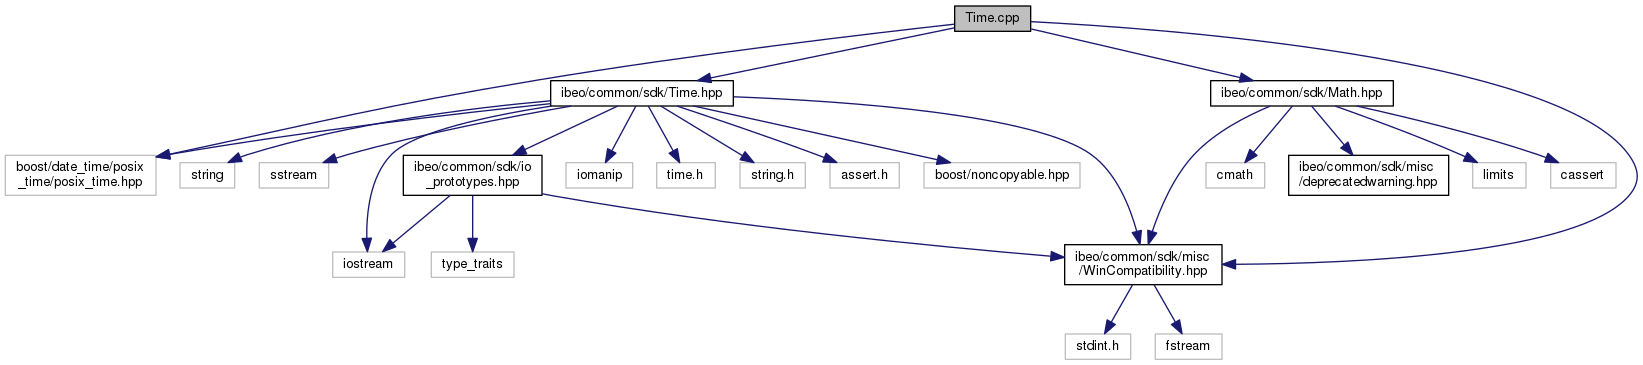 Time.cpp
ibeo/common/sdk/Time.hpp
ibeo/common/sdk/Math.hpp
boost/date_time/posix
_time/posix_time.hpp
string
sstream
ibeo/common/sdk/io
_prototypes.hpp
iomanip
time.h
string.h
assert.h
boost/noncopyable.hpp
cmath
ibeo/common/sdk/misc
/deprecatedwarning.hpp
limits
cassert
iostream
type_traits
ibeo/common/sdk/misc
/WinCompatibility.hpp
stdint.h
fstream